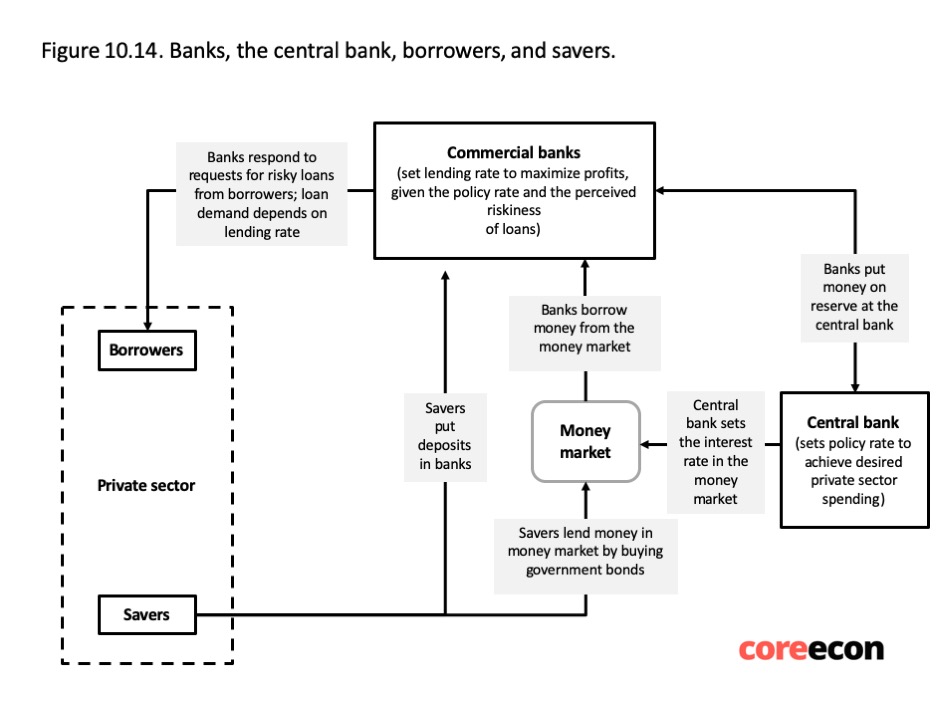 Figure 10.14. Banks, the central bank, borrowers, and savers.
Commercial banks
(set lending rate to maximize profits,
given the policy rate and the perceived
riskiness
of loans)
Banks respond to
requests for risky loans
from borrowers; loan
demand depends on
lending rate
Banks put
money on
reserve at the
central bank
Banks borrow
money from the
money market
Borrowers
Savers
put
deposits
in banks
Money
market
Central
bank sets
the interest
rate in the
money
market
Central bank
(sets policy rate to
achieve desired
private sector
spending)
Private sector
Savers lend money in
money market by buying
government bonds
Savers
coreecon